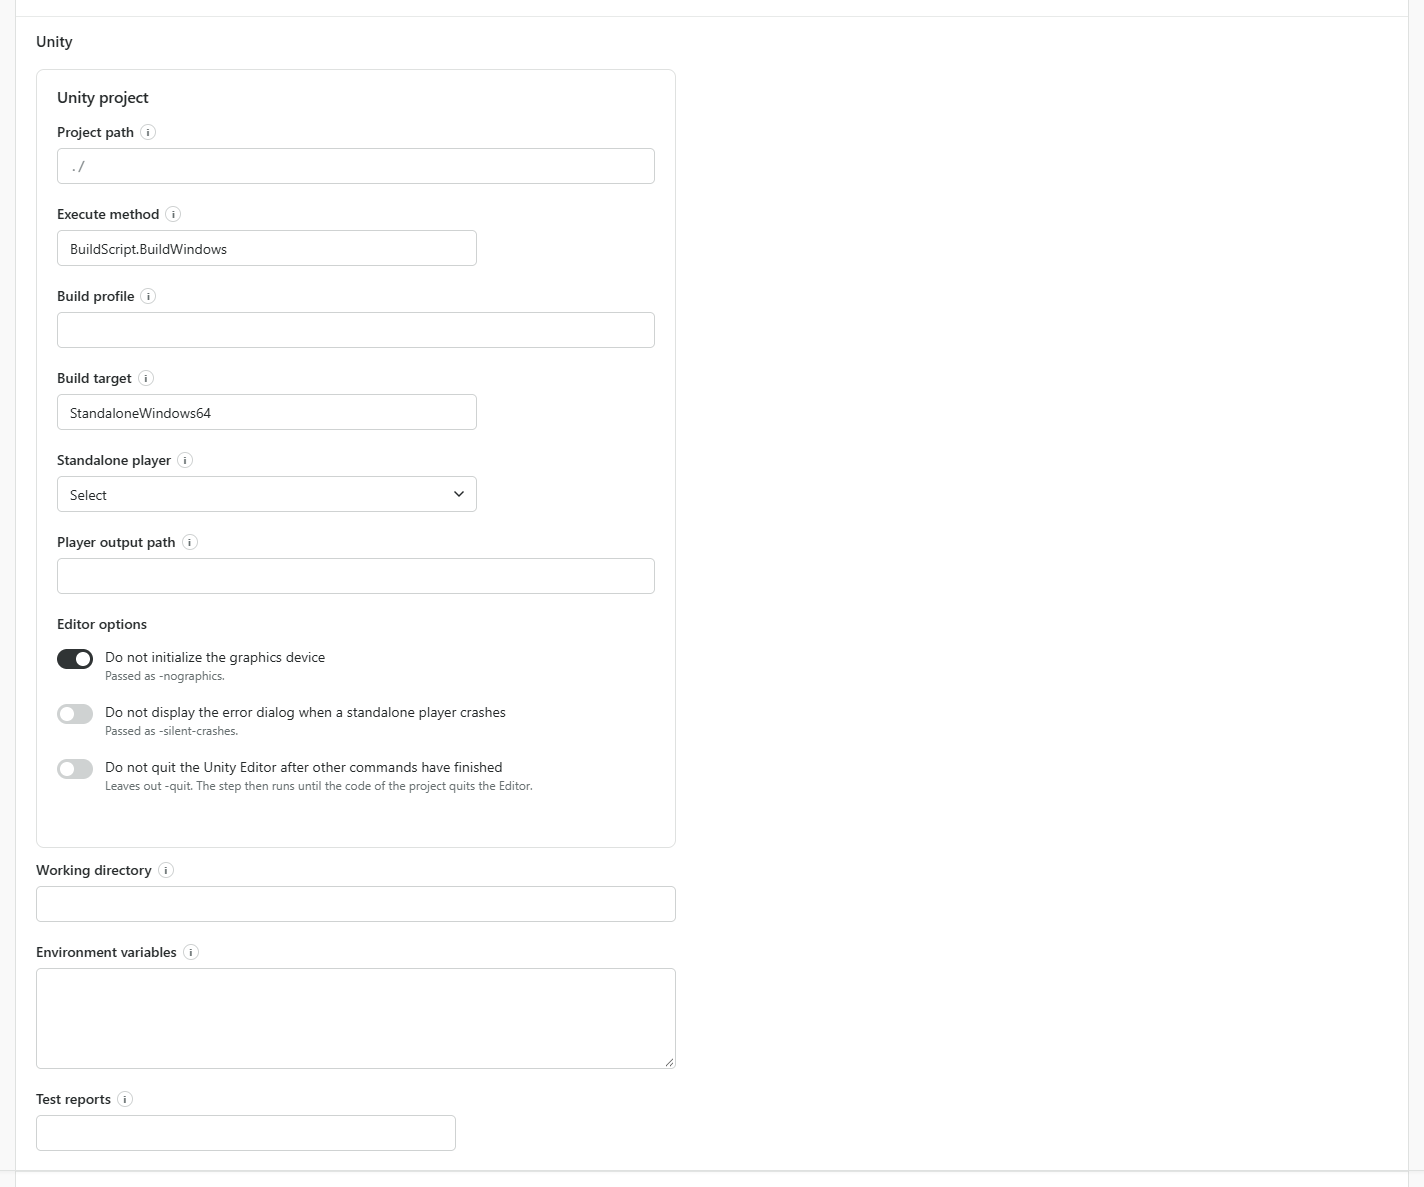 Unity
Unity project
Project path
./
Execute method
BuildScript.BuildWindows
Build profile
Build target
StandaloneWindows64
Standalone player
Select
Player output path
Editor options
Do not initialize the graphics device
Passed as -nographics.
Do not display the error dialog when a standalone player crashes
Passed as -silent-crashes.
Do not quit the Unity Editor after other commands have finished
Leaves out -quit. The step then runs until the code of the project quits the Editor.
Working directory
Environment variables
Test reports